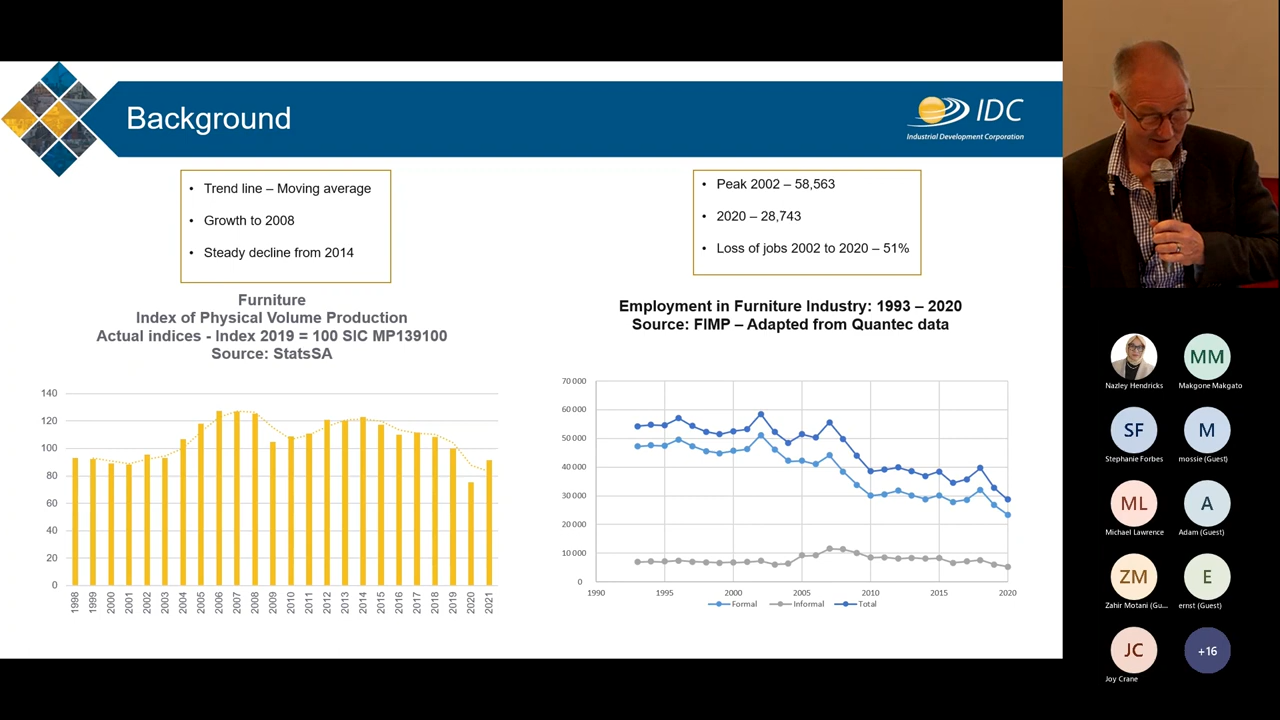 Background
IDC
Industrial Development Corporation
• Trend line – Moving average
• Growth to 2008
• Steady decline from 2014
• Peak 2002 – 58,563
• 2020 – 28,743
• Loss of jobs 2002 to 2020 – 51%
Furniture
Index of Physical Volume Production
Actual indices - Index 2019 = 100 SIC MP139100
Source: StatsSA
140
120
100
80
60
40
20
0
1998 1999 2000 2001 2002 2003 2004 2005 2006 2007 2008 2009 2010 2011 2012 2013 2014 2015 2016 2017 2018 2019 2020 2021
Employment in Furniture Industry: 1993 – 2020
Source: FIMP – Adapted from Quantec data
70 000
60 000
50 000
40 000
30 000
20 000
10 000
0
1990 1995 2000 2005 2010 2015 2020
Formal Informal Total
Nazley Hendricks
MM
Makgone Makgato
SF
Stephanie Forbes
M
mossie (Guest)
ML
Michael Lawrence
A
Adam (Guest)
ZM
Zahir Motani (Gu...
E
ernst (Guest)
JC
Joy Crane
+16